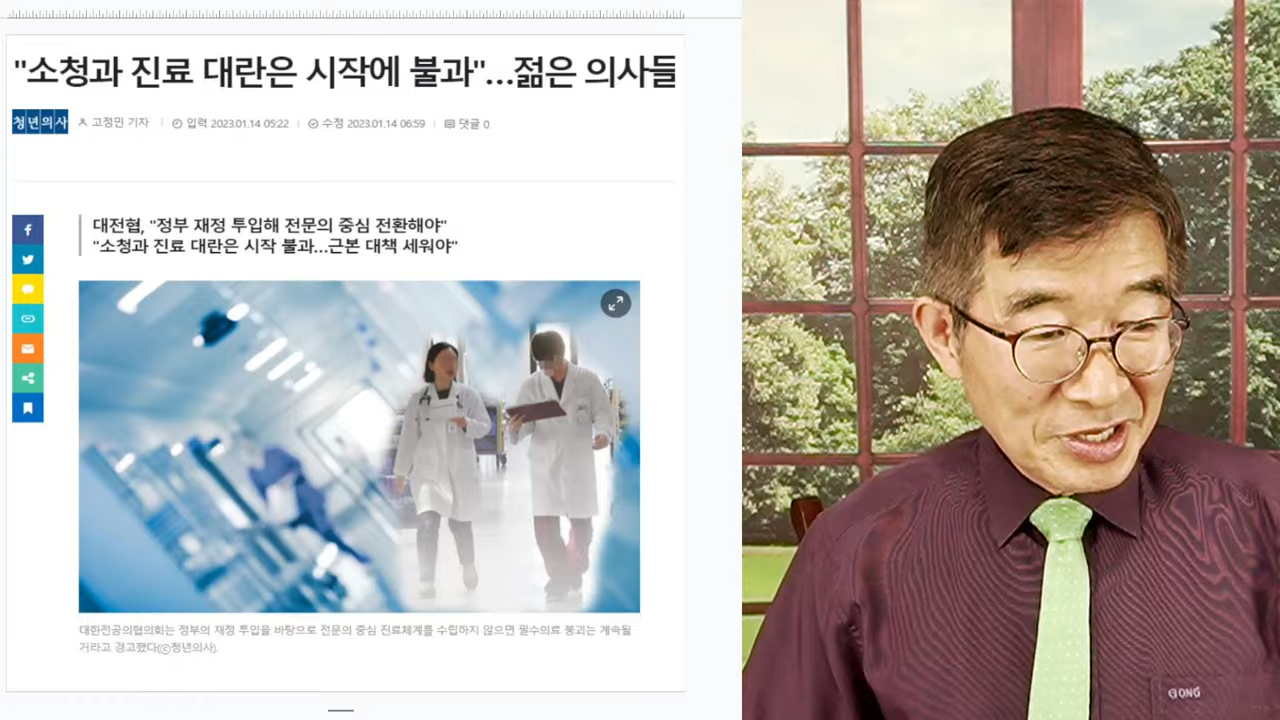 "소청과 진료 대란은 시작에 불과"…젊은 의사들
청년의사 고정민 기자 입력 2023.01.14 05:22 수정 2023.01.14 06:59 댓글 0
대전협, "정부 재정 투입해 전문의 중심 전환해야"
"소청과 진료 대란은 시작 불과…근본 대책 세워야"
대한전공의협의회는 정부의 재정 투입을 바탕으로 전문의 중심 진료체계를 수립하지 않으면 필수의료 붕괴는 계속될
거라고 경고했다(ⓒ청년의사).
GONG